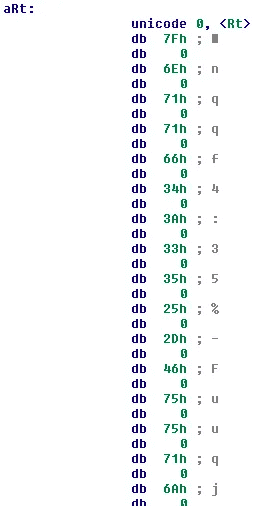 aRt:
unicode 0, <Rt>
db 7Fh ; ■
db 0
db 6Eh ; n
db 0
db 71h ; q
db 0
db 71h ; q
db 0
db 66h ; f
db 0
db 34h ; 4
db 0
db 3Ah ; :
db 0
db 33h ; 3
db 0
db 35h ; 5
db 0
db 25h ; %
db 0
db 2Dh ; -
db 0
db 46h ; F
db 0
db 75h ; u
db 0
db 75h ; u
db 0
db 71h ; q
db 0
db 6Ah ; j
db 0